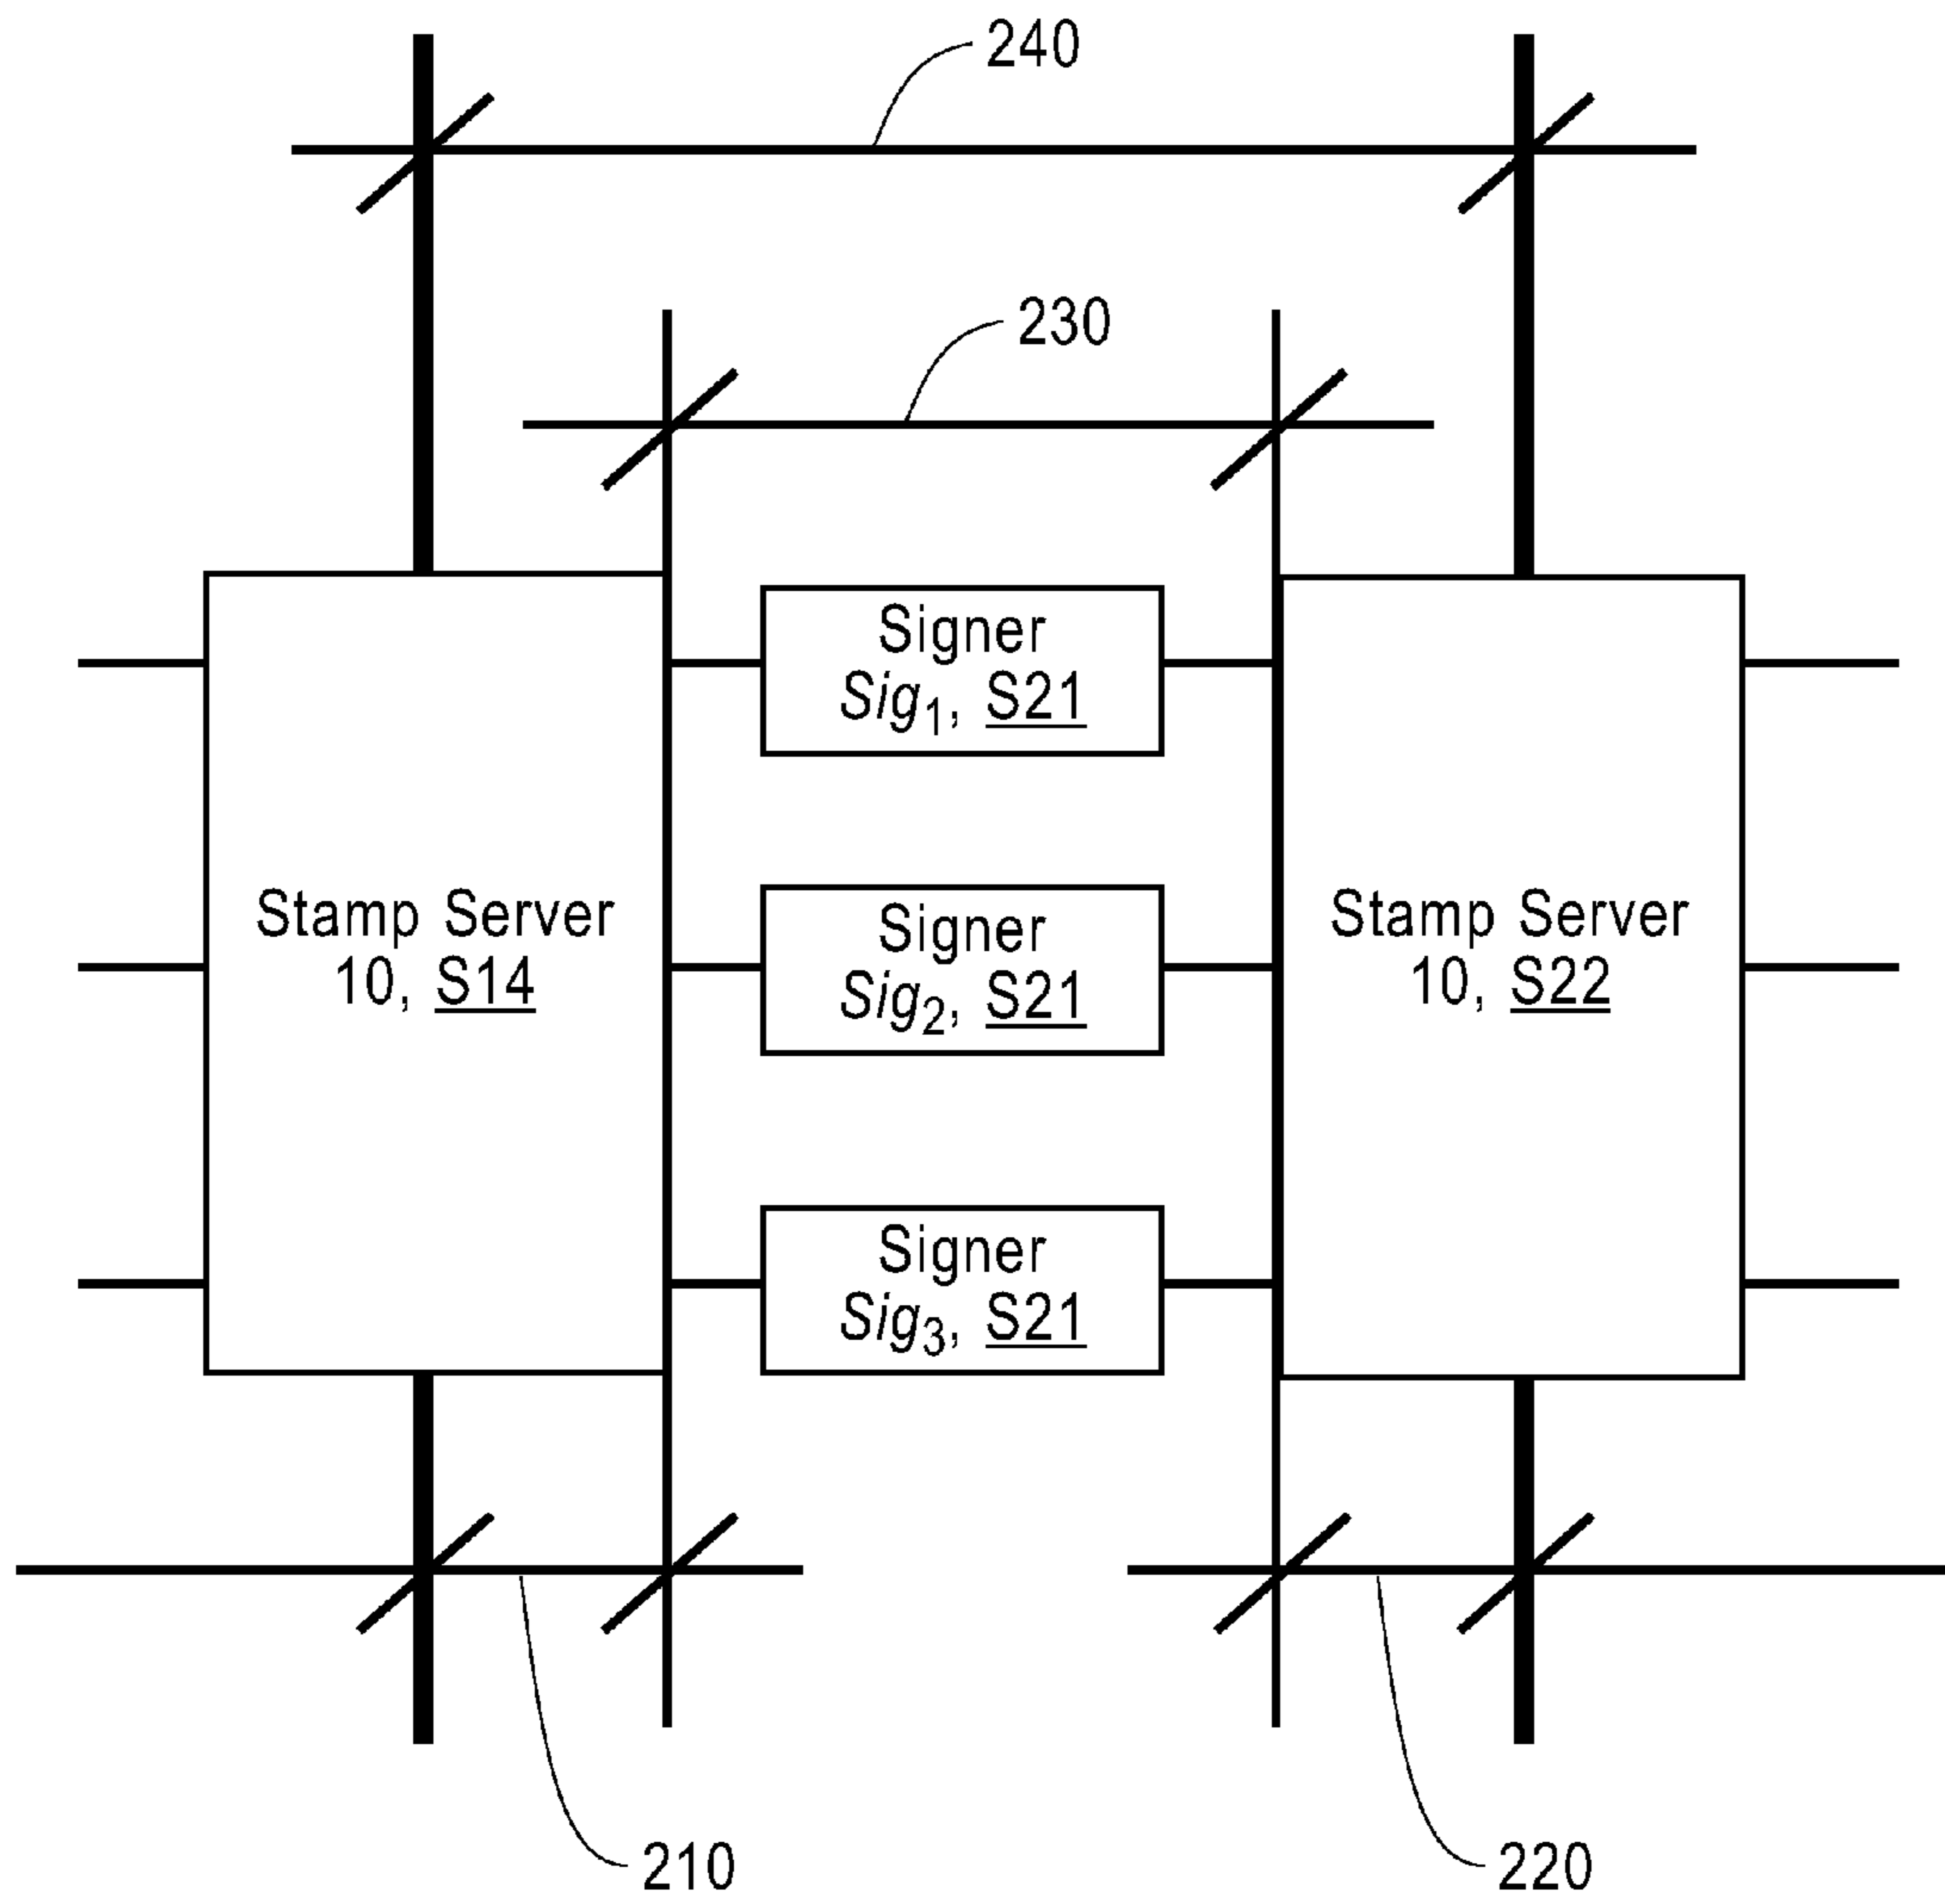 240
230
Signer
Sig1, S21
Stamp Server
10, S14
Signer
Sig2, S21
Stamp Server
10, S22
Signer
Sig3, S21
210
220